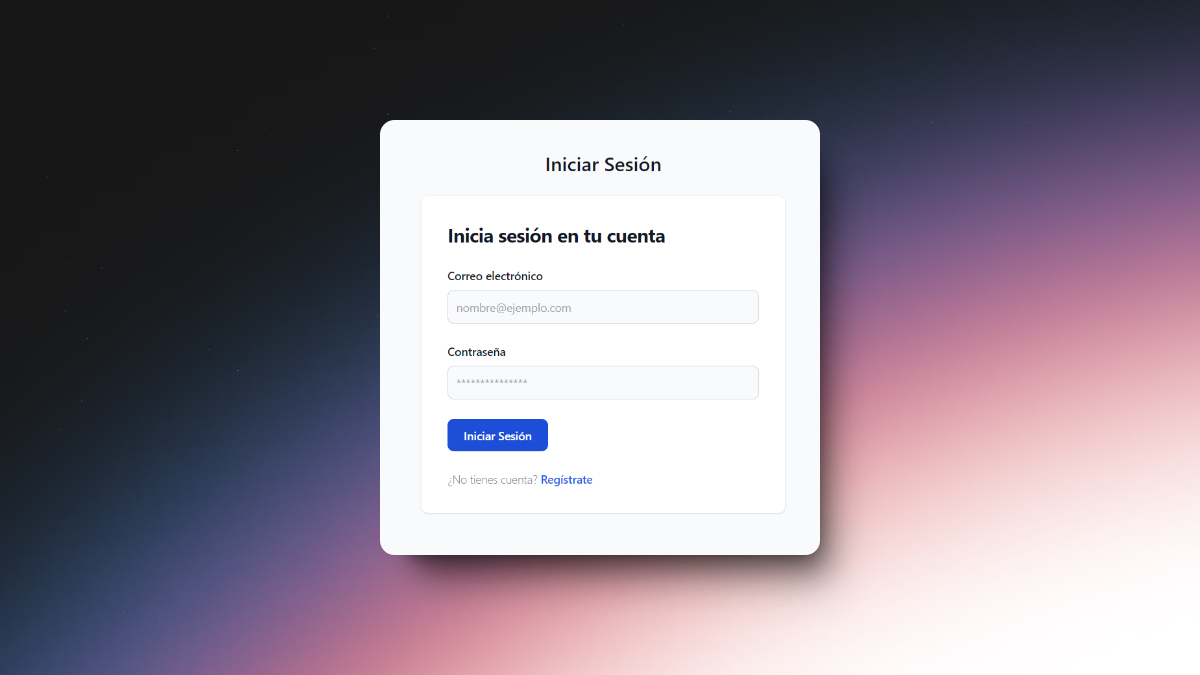 Iniciar Sesión
Inicia sesión en tu cuenta
Correo electrónico
nombre@ejemplo.com
Contraseña
***************
Iniciar Sesión
¿No tienes cuenta? Regístrate